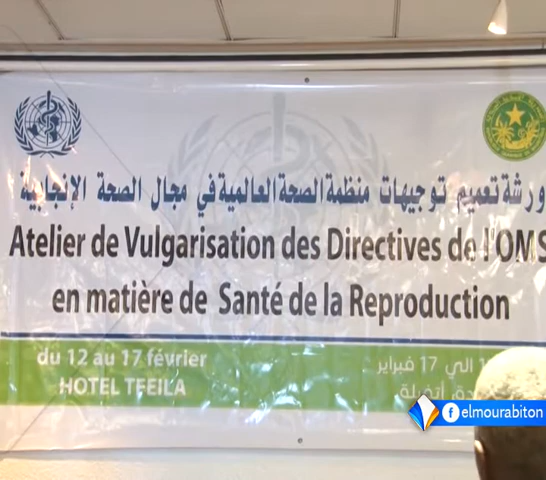 ورشة تعميم توجيهات منظمة الصحة العالمية في مجال الصحة الإنجابية
Atelier de Vulgarisation des Directives de l'OMS
en matière de Santé de la Reproduction
du 12 au 17 février
الى 17 فبراير
HOTEL TFEILA
elmourabiton